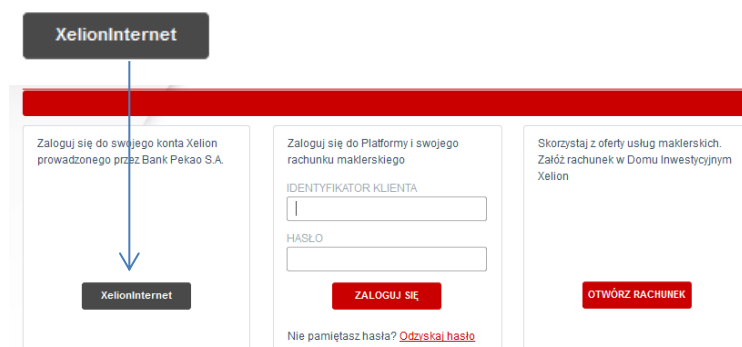 XelionInternet
Zaloguj się do swojego konta Xelion
prowadzonego przez Bank Pekao S.A.
XelionInternet
Zaloguj się do Platformy i swojego
rachunku maklerskiego
IDENTYFIKATOR KLIENTA
HASŁO
ZALOGUJ SIĘ
Nie pamiętasz hasła? Odzyskaj hasło
Skorzystaj z oferty usług maklerskich.
Załóż rachunek w Domu Inwestycyjnym
Xelion
OTWÓRZ RACHUNEK